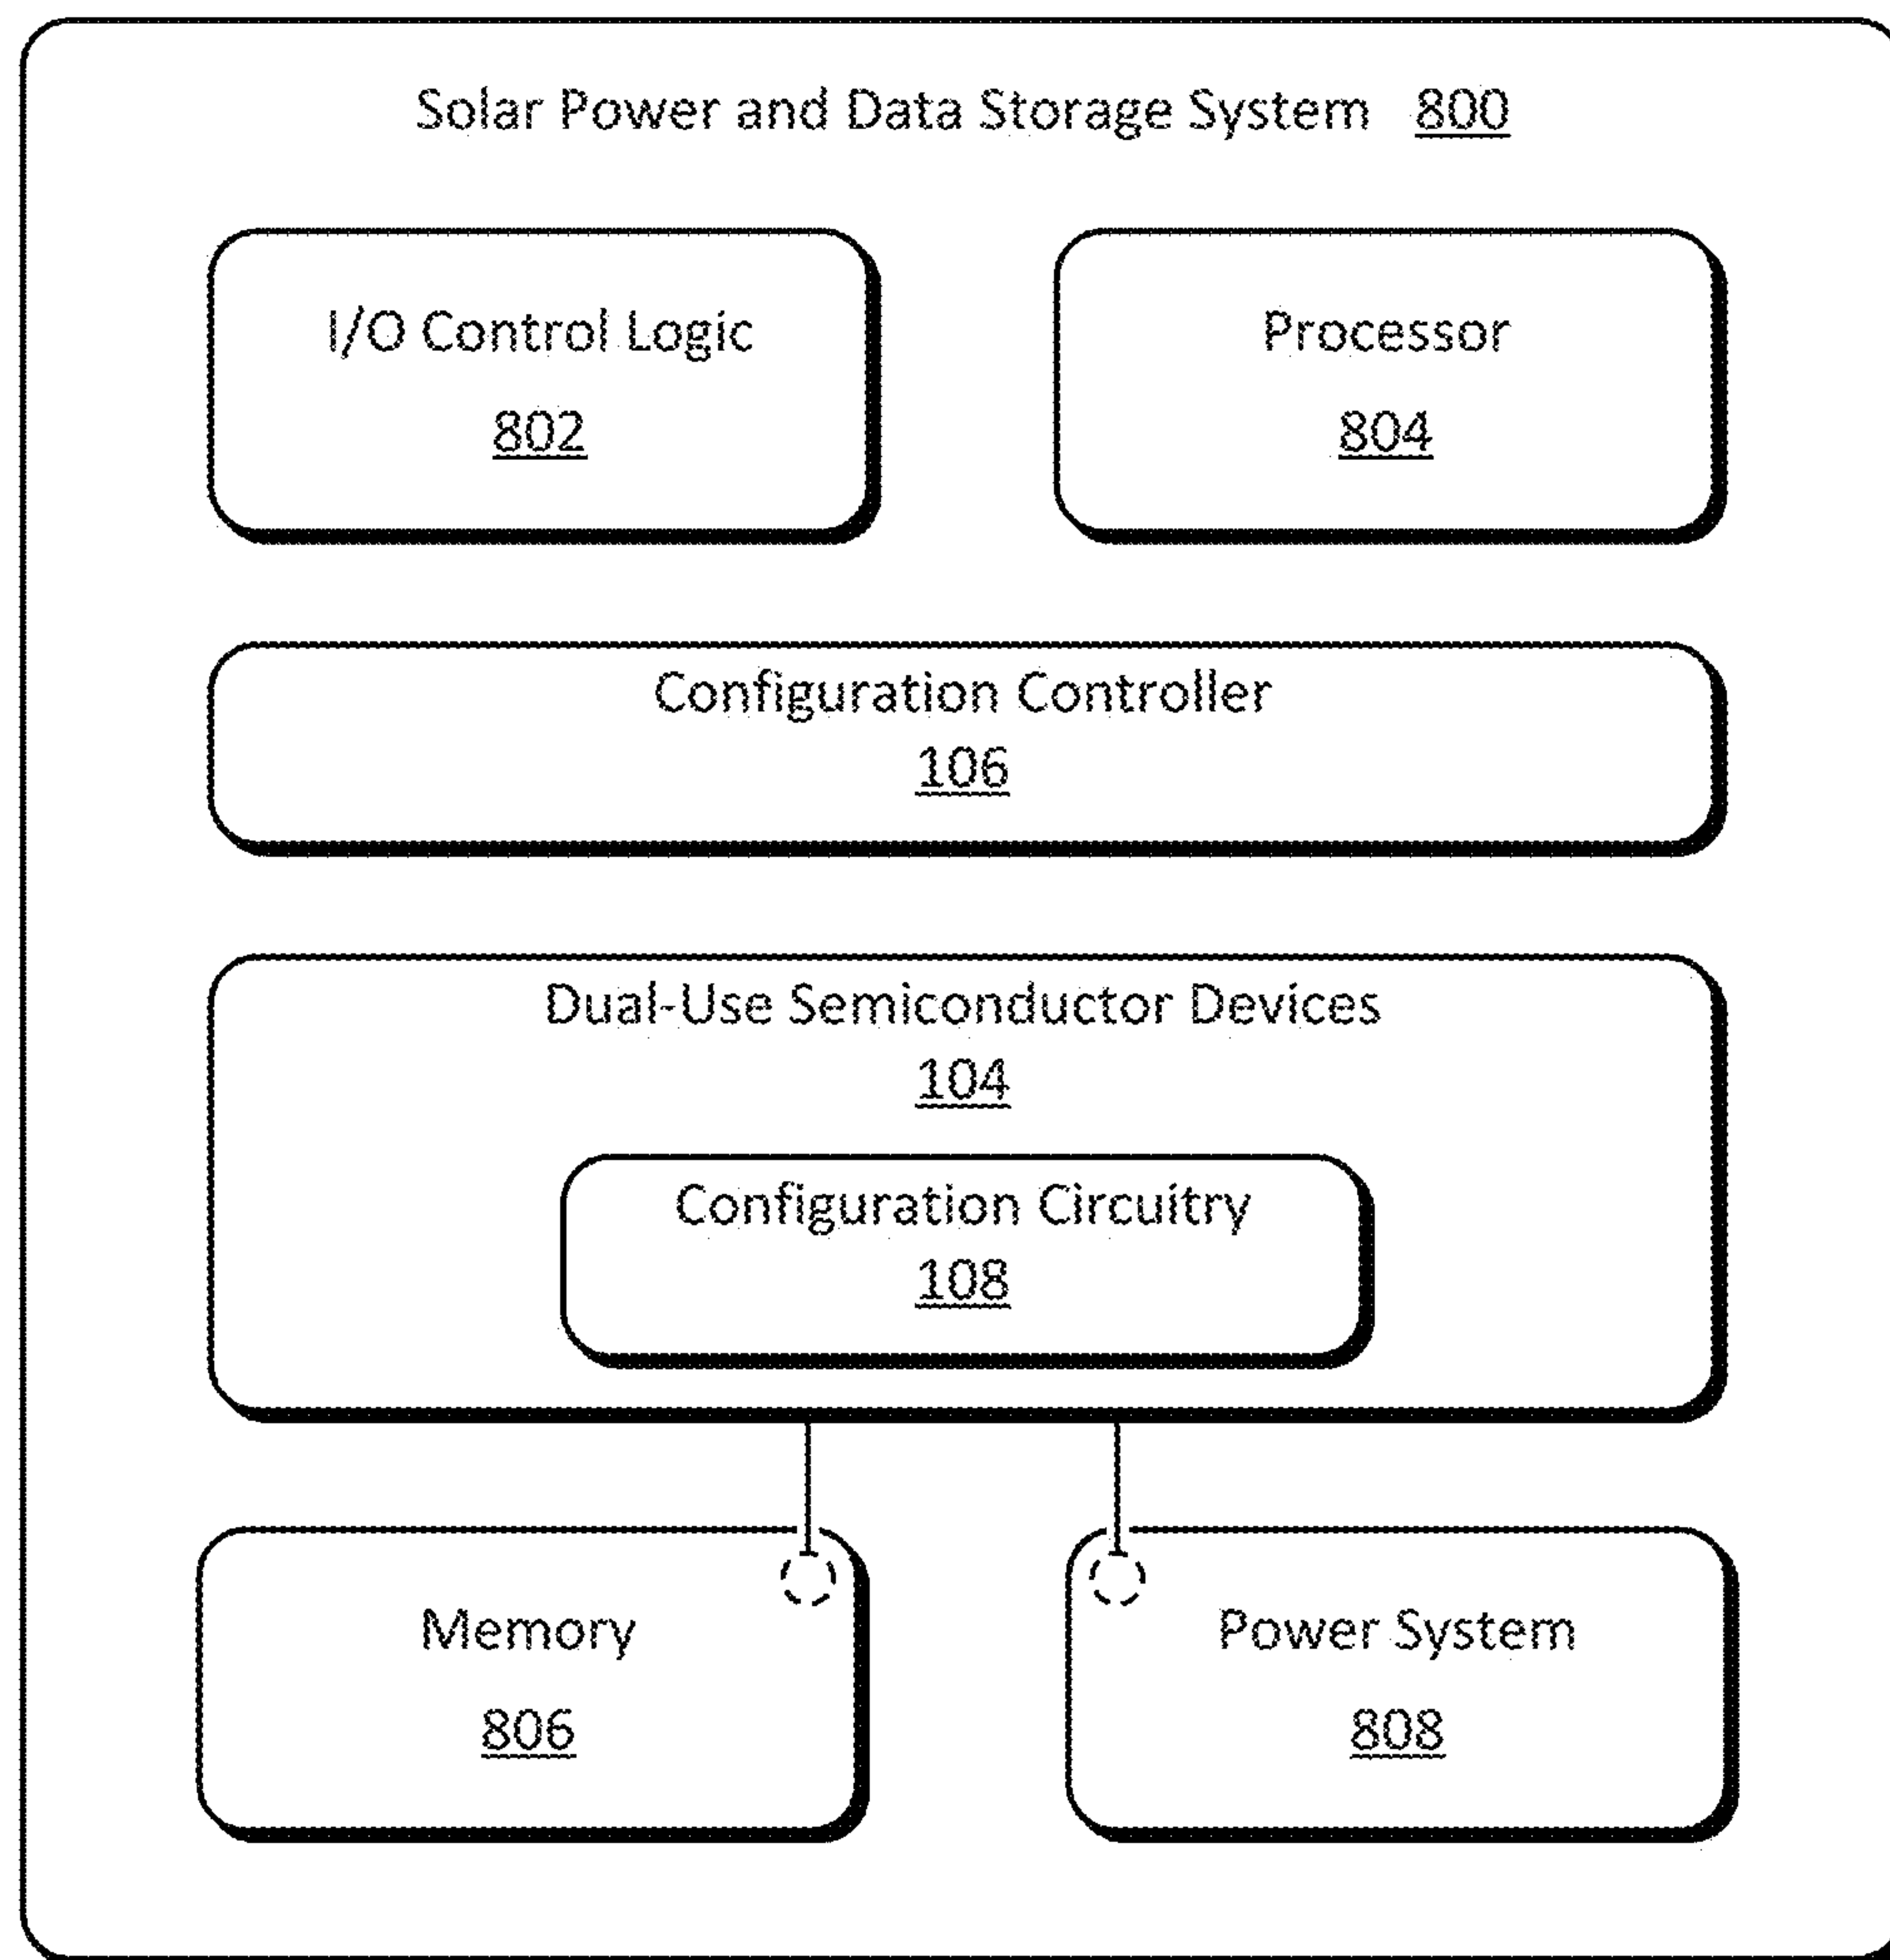 Solar Power and Data Storage System 800
I/O Control Logic
802
Processor
804
Configuration Controller
106
Dual-Use Semiconductor Devices
104
Configuration Circuitry
108
Memory
806
Power System
808